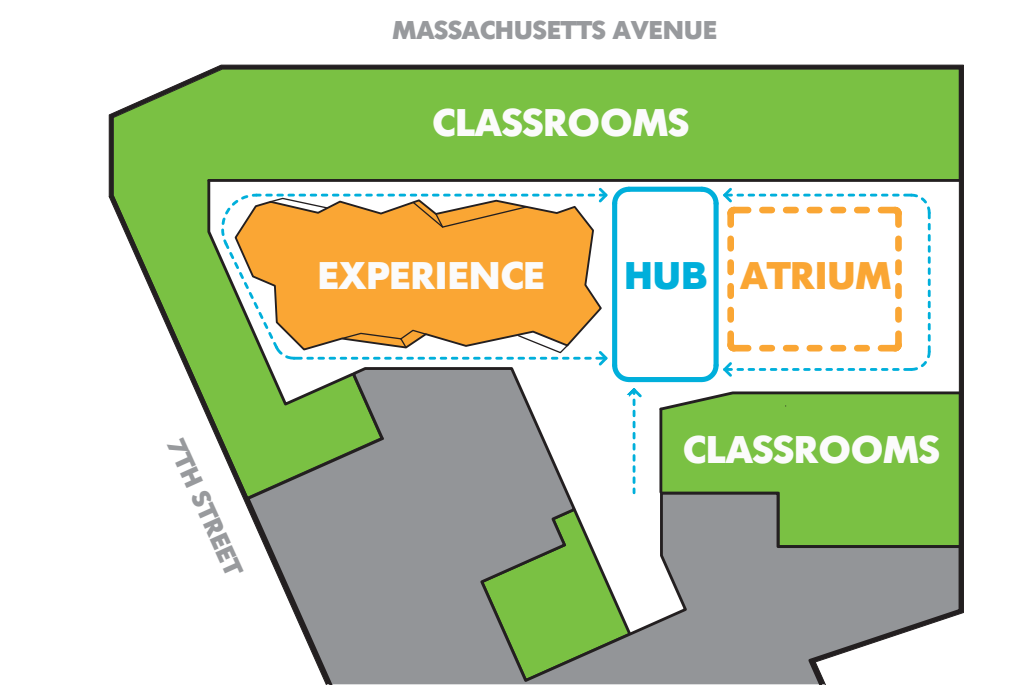 MASSACHUSETTS AVENUE
CLASSROOMS
EXPERIENCE
HUB
ATRIUM
CLASSROOMS
7TH STREET